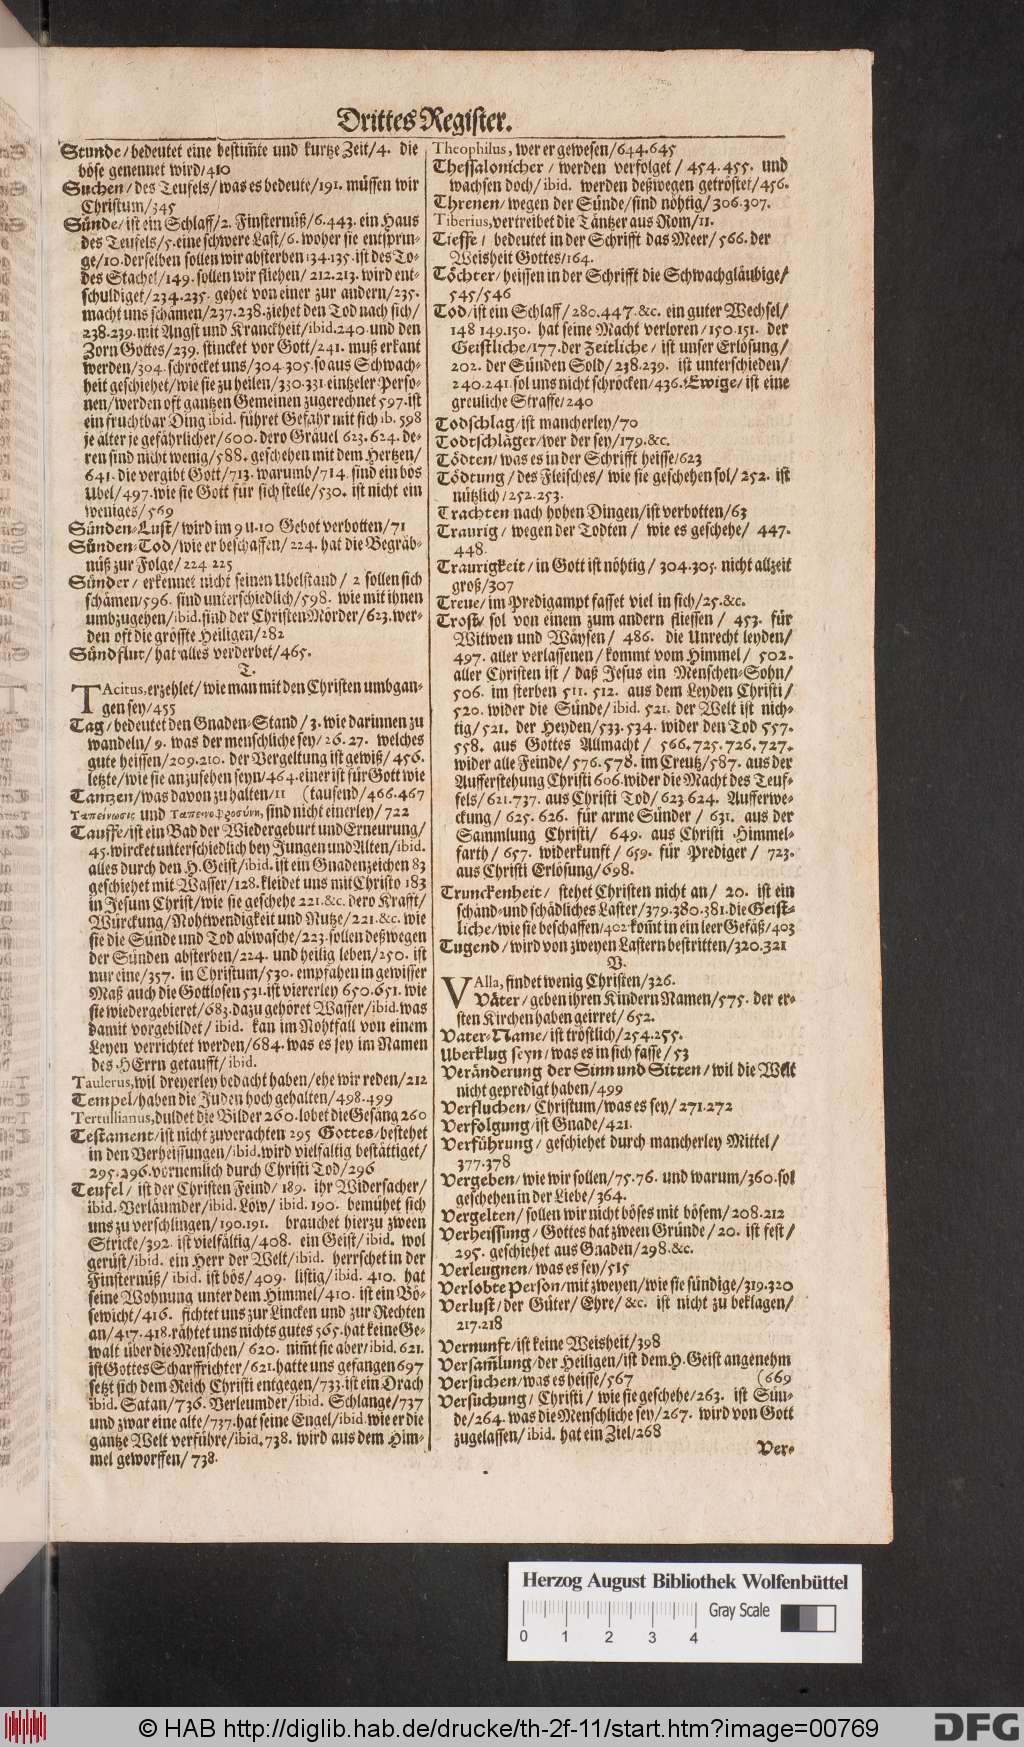 Drittes Register.
Stunde/ bedeutet eine bestim̃te und kurtze Zeit/4. die
böse genennet wird/410
Suchen/ des Teufels/ was es bedeute/191. müssen wir
Christum/345
Sünde/ ist ein Schlaff/2. Finsternüß/6.443. ein Haus
des Teufels/5. eine schwere Last/6. woher sie entsprin-
ge/10. derselben sollen wir absterben 134.135. ist des To-
des Stachel/149. sollen wir fliehen/ 212.213. wird ent-
schuldiget/234.235. gehet von einer zur andern/235.
macht uns schämen/237.238. ziehet den Tod nach sich/
238.239. mit Angst und Kranckheit/ibid.240 und den
Zorn Gottes/239. stincket vor Gott/241. muß erkant
werden/304. schröcket uns/304.305. so aus Schwach-
heit geschiehet/wie sie zu heilen/330.331 eintzeler Perso-
nen/werden oft gantzen Gemeinen zugerechnet 597. ist
ein fruchtbar Ding ibid. führet Gefahr mit sich ib. 598
je älter je gefährlicher/600. dero Gräuel 623.624. de-
ren sind nicht wenig/588. geschehen mit dem Hertzen/
641. die vergibt Gott/713. warumb/714. sind ein bös
Ubel/497. wie sie Gott für sich stelle/530. ist nicht ein
weniges/569
Sünden-Lust/ wird im 9 u. 10 Gebot verbotten/71
Sünden-Tod/wie er beschaffen/ 224. hat die Begräb-
nüß zur Folge/224 225
Sünder/ erkennet nicht seinen Ubelstand/ 2 sollen sich
schämen/596. sind unterschiedlich/598. wie mit ihnen
umbzugehen/ibid. sind der Christen Mörder/623. wer-
den oft die grösste Heiligen/282
Sündflut/ hat alles verderbet/465.
T.
TAcitus, erzehlet/ wie man mit den Christen umbgan-
gen sey/455
Tag/ bedeutet den Gnaden-Stand/3. wie darinnen zu
wandeln/ 9. was der menschliche sey/26.27. welches
gute heissen/209.210. der Vergeltung ist gewiß/ 456.
letzte/wie sie anzusehen seyn/464. einer ist für Gott wie
Tantzen/was davon zu halten/11 (tausend/466.467
Ταπείνωσις und Ταπεινοφροσύνη, sind nicht einerley/ 722
Tauffe/ist ein Bad der Wiedergeburt und Erneurung/
45. wircket unterschiedlich bey Jungen und Alten/ibid.
alles durch den H. Geist/ibid. ist ein Gnadenzeichen 83
geschiehet mit Wasser/128. kleidet uns mit Christo 183
in Jesum Christ/wie sie geschehe 221. &c. dero Krafft/
Würckung/Nohtwendigkeit und Nutze/221. &c. wie
sie die Sünde und Tod abwasche/223. sollen deßwegen
der Sünden absterben/224. und heilig leben/250. ist
nur eine/357. in Christum/530. empfahen in gewisser
Maß auch die Gottlosen 531. ist viererley 650.651. wie
sie wiedergebieret/683. dazu gehöret Wasser/ibid. was
damit vorgebildet/ibid. kan im Nohtfall von einem
Leyen verrichtet werden/684. was es sey im Namen
des HErrn getaufft/ibid.
Taulerus, wil dreyerley bedacht haben/ehe wir reden/212
Tempel/haben die Juden hoch gehalten/498.499
Tertullianus, duldet die Bilder 260. lobet die Gesäng 260
Testament/ist nicht zuverachten 295 Gottes/bestehet
in den Verheissungen/ibid. wird vielfältig bestättiget/
295.296. vornemlich durch Christi Tod/296
Teufel/ ist der Christen Feind/ 189. ihr Widersacher/
ibid. Verläumder/ibid. Löw/ ibid. 190. bemühet sich
uns zu verschlingen/190.191. brauchet hierzu zween
Stricke/392. ist vielfältig/408. ein Geist/ibid. wol
gerüst/ibid. ein Herr der Welt/ibid. herrschet in der
Finsternüß/ ibid. ist bös/409. listig/ibid. 410. hat
seine Wohnung unter dem Himmel/410. ist ein Bö-
sewicht/416. fichtet uns zur Lincken und zur Rechten
an/417.418. rähtet uns nichts gutes 565. hat keine Ge-
walt über die Menschen/ 620. nim̃t sie aber/ibid. 621.
ist Gottes Scharffrichter/621. hatte uns gefangen 697
setzt sich dem Reich Christi entgegen/733. ist ein Drach
ibid. Satan/736. Verleumder/ibid. Schlange/737
und zwar eine alte/737. hat seine Engel/ibid. wie er die
gantze Welt verführe/ibid. 738. wird aus dem Him-
mel geworffen/ 738.
Theophilus, wer er gewesen/644.645
Thessalonicher/ werden verfolget/ 454.455. und
wachsen doch/ibid. werden deßwegen getröstet/456.
Threnen/ wegen der Sünde/sind nöhtig/306.307.
Tiberius, vertreibet die Täntzer aus Rom/11.
Tieffe/ bedeutet in der Schrifft das Meer/ 566. der
Weisheit Gottes/164.
Töchter/ heissen in der Schrifft die Schwachgläubige/
545/546
Tod/ist ein Schlaff/280.447. &c. ein guter Wechsel/
148 149.150. hat seine Macht verloren/150.151. der
Geistliche/177. der Zeitliche/ ist unser Erlösung/
202. der Sünden Sold/ 238.239. ist unterschieden/
240.241. sol uns nicht schröcken/436. Ewige/ ist eine
greuliche Straffe/240
Todschlag/ist mancherley/70
Todtschläger/wer der sey/179. &c.
Tödten/was es in der Schrifft heisse/623
Tödtung/des Fleisches/ wie sie geschehen sol/ 252. ist
nützlich/252.253.
Trachten nach hohen Dingen/ist verbotten/63
Traurig/ wegen der Todten/ wie es geschehe/ 447.
448.
Traurigkeit/in Gott ist nöhtig/304.305. nicht allzeit
groß/307
Treue/im Predigampt fasset viel in sich/25. &c.
Trost/ sol von einem zum andern fliessen/ 453. für
Witwen und Wäysen/ 486. die Unrecht leyden/
497. aller verlassenen/kommt vom Himmel/ 502.
aller Christen ist/ daß Jesus ein Menschen-Sohn/
506. im sterben 511. 512. aus dem Leyden Christi/
520. wider die Sünde/ibid. 521. der Welt ist nich-
tig/521. der Heyden/533.534. wider den Tod 557.
558. aus Gottes Allmacht/ 566.725.726.727.
wider alle Feinde/576.578. im Creutz/587. aus der
Aufferstehung Christi 606. wider die Macht des Teuf-
fels/621.737. aus Christi Tod/623 624. Aufferwe-
ckung/625.626. für arme Sünder/ 631. aus der
Sammlung Christi/ 649. aus Christi Himmel-
farth/657. widerkunft/659. für Prediger/ 723.
aus Christi Erlösung/698.
Trunckenheit/ stehet Christen nicht an/ 20. ist ein
schänd- und schädliches Laster/379.380.381. die Geist-
liche/wie sie beschaffen/402 kom̃t in ein leer Gefäß/403
Tugend/wird von zweyen Lastern bestritten/320.321
V.
VAlla, findet wenig Christen/326.
Väter/geben ihren Kindern Namen/575. der er-
sten Kirchen haben geirret/652.
Vater-Name/ist tröstlich/254.255.
Uberklug seyn/was es in sich fasse/53
Veränderung der Sinn und Sitten/wil die Welt
nicht gepredigt haben/499
Verfluchen/Christum/was es sey/271.272
Verfolgung/ist Gnade/421.
Verführung/ geschiehet durch mancherley Mittel/
377.378
Vergeben/wie wir sollen/75.76. und warum/360. sol
geschehen in der Liebe/364.
Vergelten/ sollen wir nicht böses mit bösem/208.212
Verheissung/ Gottes hat zween Gründe/20. ist fest/
295. geschiehet aus Gnaden/298. &c.
Verleugnen/was es sey/515
Verlobte Person/mit zweyen/wie sie sündige/319.320
Verlust/der Güter/Ehre/ &c. ist nicht zu beklagen/
217.218
Vernunft/ist keine Weisheit/398
Versam̃lung/der Heiligen/ist dem H. Geist angenehm
Versuchen/was es heisse/567 (669
Versuchung/ Christi/ wie sie geschehe/263. ist Sün-
de/264. was die Menschliche sey/267. wird von Gott
zugelassen/ibid. hat ein Ziel/268
Ver-
Herzog August Bibliothek Wolfenbüttel
Gray Scale
0 1 2 3 4
© HAB http://diglib.hab.de/drucke/th-2f-11/start.htm?image=00769
DFG